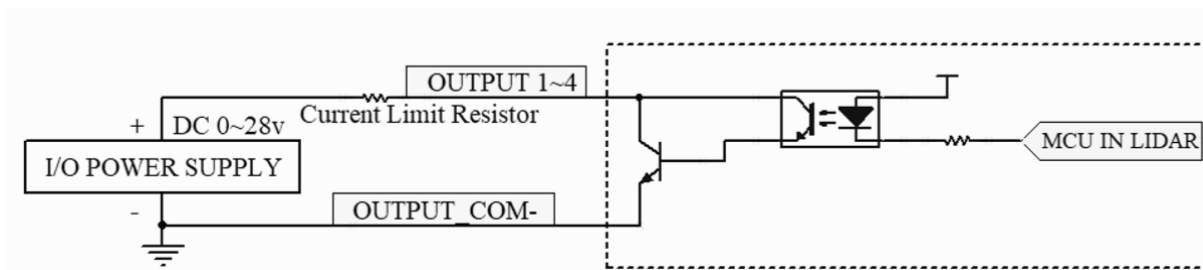 OUTPUT 1~4
Current Limit Resistor
+ DC 0~28v
I/O POWER SUPPLY
MCU IN LIDAR
-
OUTPUT_COM-